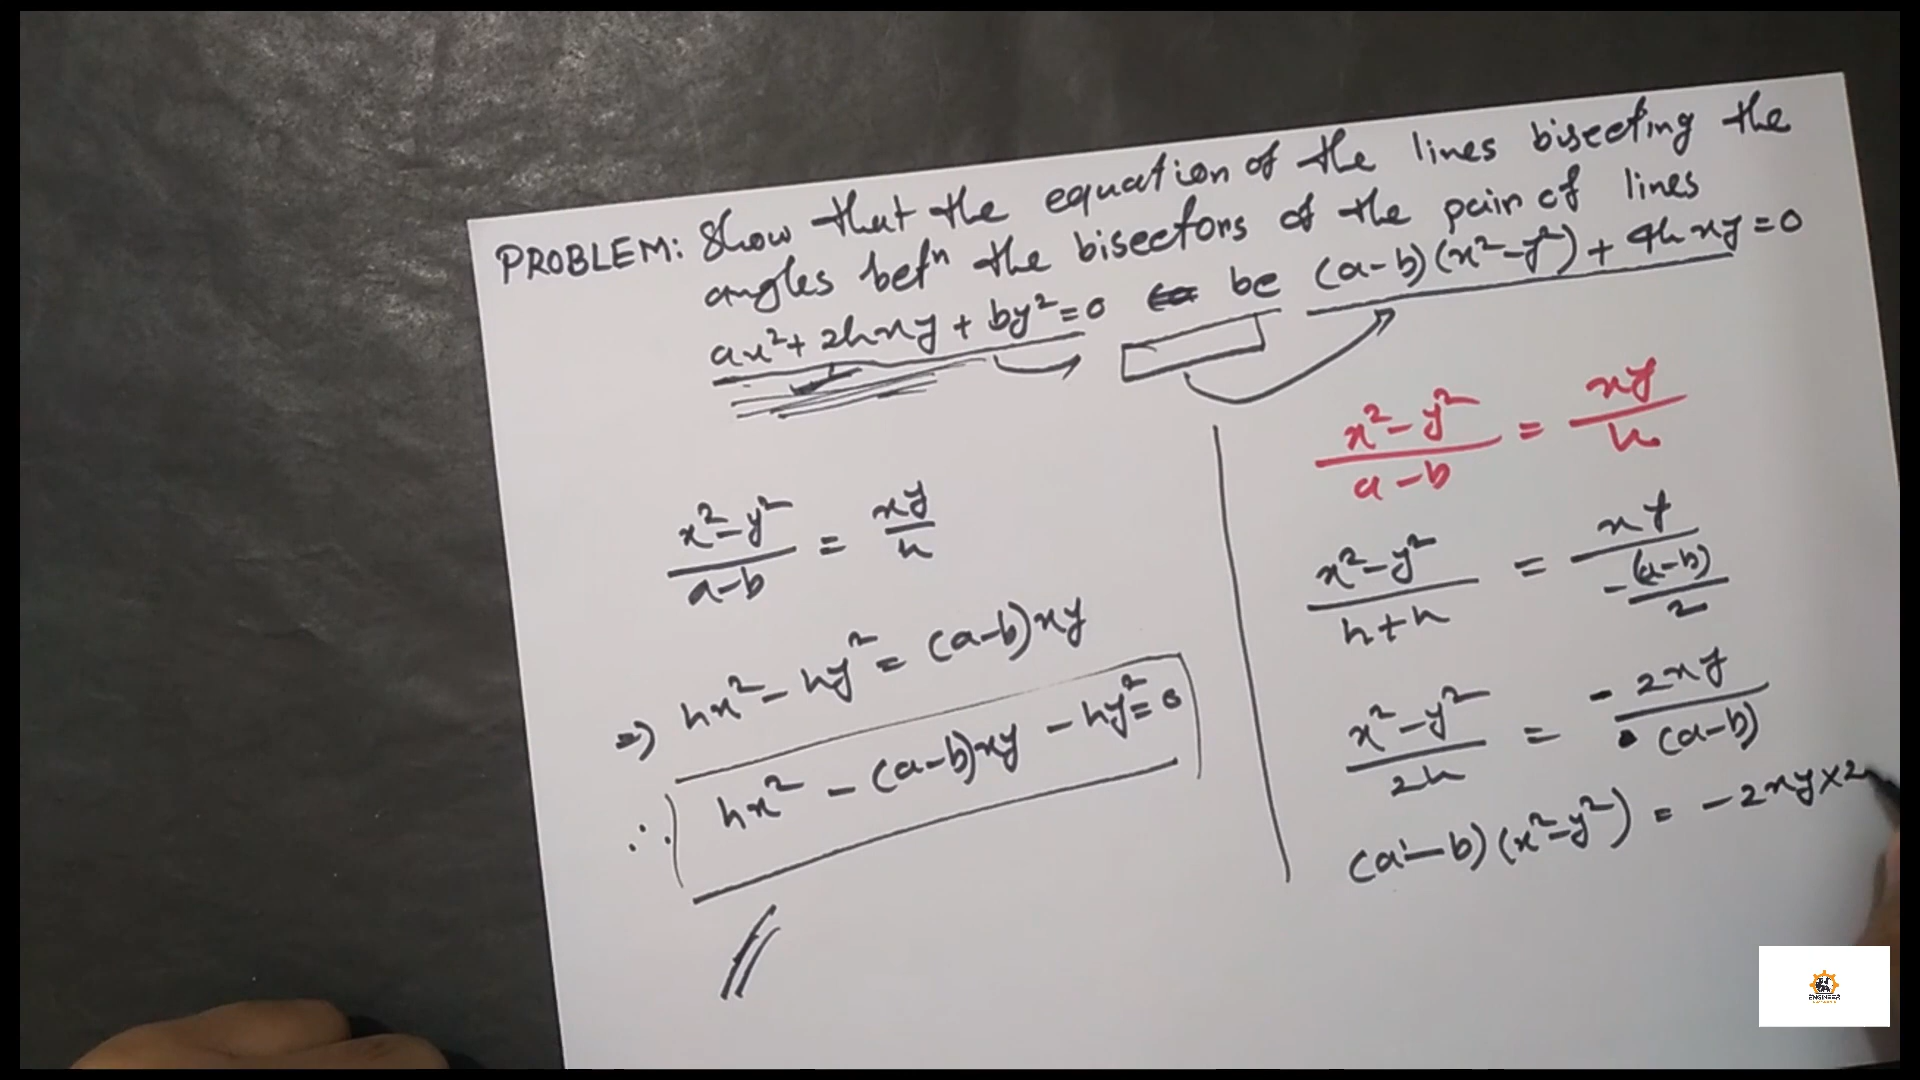 PROBLEM: Show that the equation of the lines bisecting the
angles betⁿ the bisectors of the pair of lines
ax²+2hxy+by²=0 be (a-b)(x²-y²)+4hxy=0
x²-y²/a-b = xy/h
⇒) hx²-hy² = (a-b)xy
∴ hx² - (a-b)xy - hy²=0
x²-y²/a-b = xy/h
x²-y²/h+h = xy/-(a-b)/2
x²-y²/2h = -2xy/(a-b)
(a-b)(x²-y²) = -2xy×2
ENGINEER